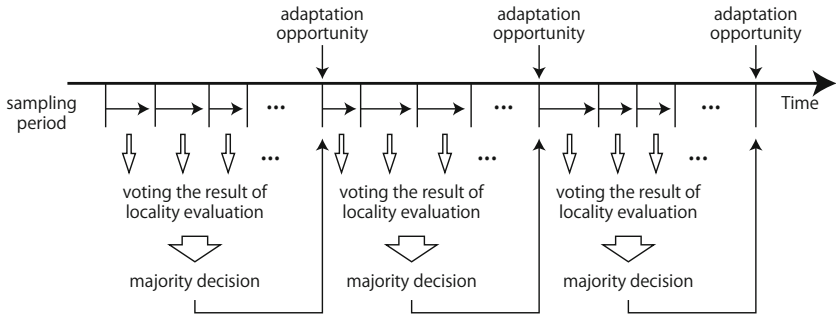 adaptation
opportunity
adaptation
opportunity
adaptation
opportunity
sampling
period
...
...
...
Time
...
...
...
voting the result of
locality evaluation
voting the result of
locality evaluation
voting the result of
locality evaluation
majority decision
majority decision
majority decision